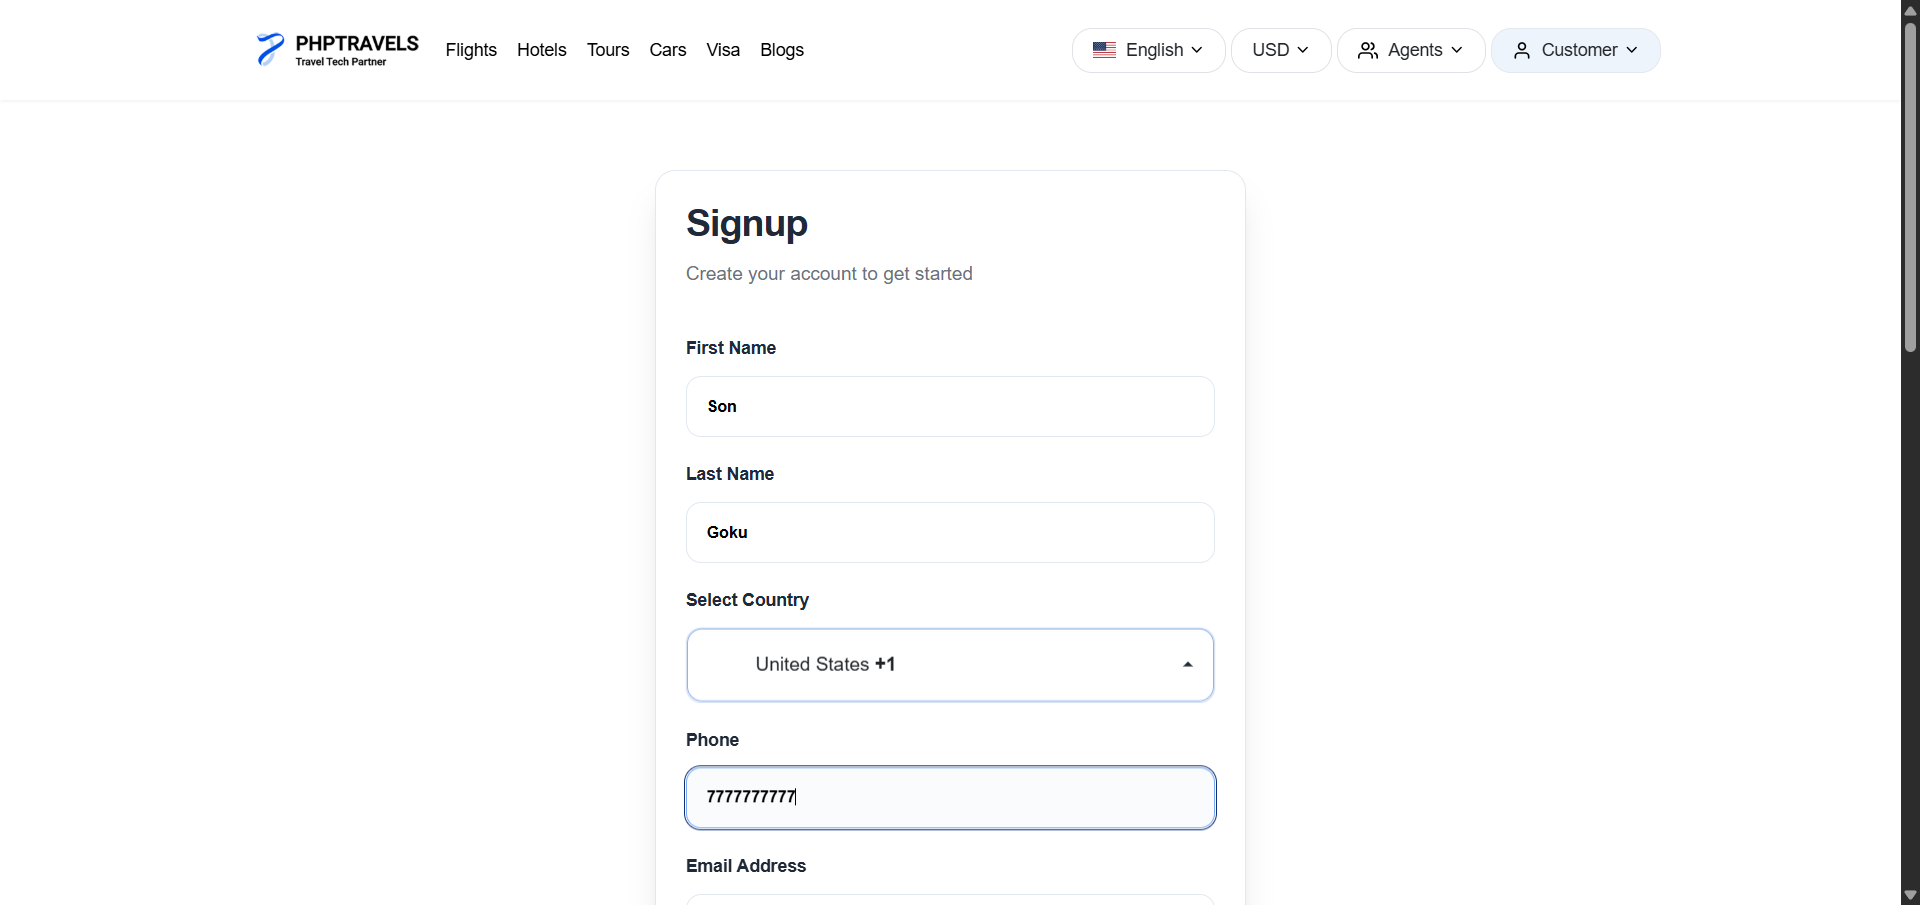 PHPTRAVELS
Travel Tech Partner
Flights Hotels Tours Cars Visa Blogs
English USD Agents Customer
Signup
Create your account to get started
First Name
Son
Last Name
Goku
Select Country
United States +1
Phone
7777777777
Email Address